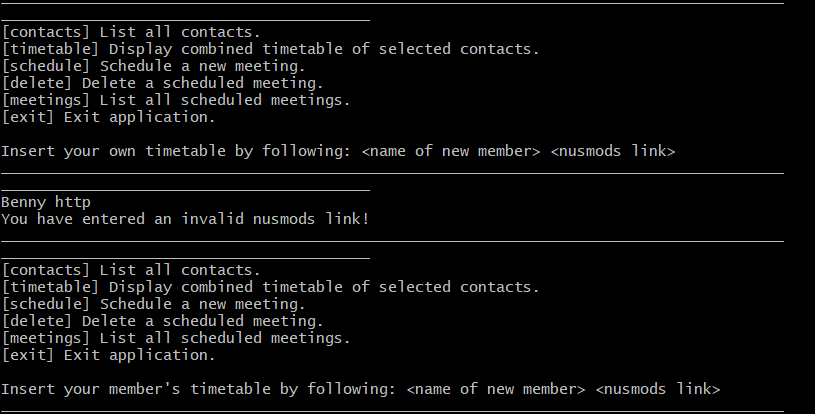 [contacts] List all contacts.
[timetable] Display combined timetable of selected contacts.
[schedule] Schedule a new meeting.
[delete] Delete a scheduled meeting.
[meetings] List all scheduled meetings.
[exit] Exit application.
Insert your own timetable by following: <name of new member> <nusmods link>
Benny http
You have entered an invalid nusmods link!
[contacts] List all contacts.
[timetable] Display combined timetable of selected contacts.
[schedule] Schedule a new meeting.
[delete] Delete a scheduled meeting.
[meetings] List all scheduled meetings.
[exit] Exit application.
Insert your member's timetable by following: <name of new member> <nusmods link>